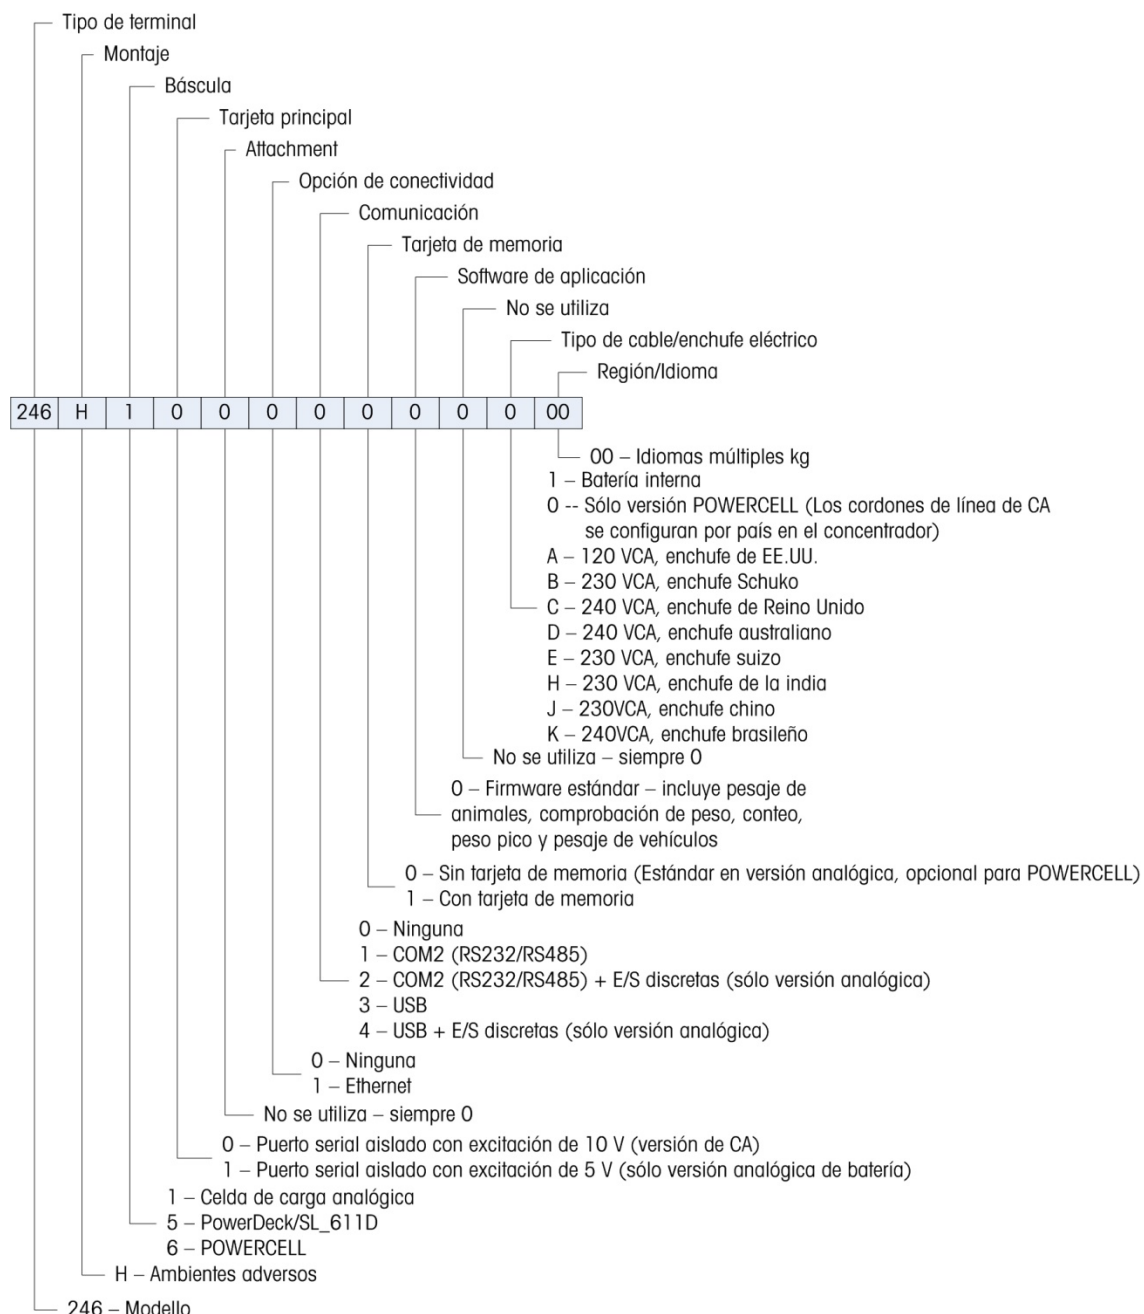 Tipo de terminal
Montaje
Báscula
Tarjeta principal
Attachment
Opción de conectividad
Comunicación
Tarjeta de memoria
Software de aplicación
No se utiliza
Tipo de cable/enchufe eléctrico
Región/Idioma
246 H 1 0 0 0 0 0 0 0 0 00
00 – Idiomas múltiples kg
1 – Batería interna
0 -- Sólo versión POWERCELL (Los cordones de línea de CA
se configuran por país en el concentrador)
A – 120 VCA, enchufe de EE.UU.
B – 230 VCA, enchufe Schuko
C – 240 VCA, enchufe de Reino Unido
D – 240 VCA, enchufe australiano
E – 230 VCA, enchufe suizo
H – 230 VCA, enchufe de la india
J – 230VCA, enchufe chino
K – 240VCA, enchufe brasileño
No se utiliza – siempre 0
0 – Firmware estándar – incluye pesaje de
animales, comprobación de peso, conteo,
peso pico y pesaje de vehículos
0 – Sin tarjeta de memoria (Estándar en versión analógica, opcional para POWERCELL)
1 – Con tarjeta de memoria
0 – Ninguna
1 – COM2 (RS232/RS485)
2 – COM2 (RS232/RS485) + E/S discretas (sólo versión analógica)
3 – USB
4 – USB + E/S discretas (sólo versión analógica)
0 – Ninguna
1 – Ethernet
No se utiliza – siempre 0
0 – Puerto serial aislado con excitación de 10 V (versión de CA)
1 – Puerto serial aislado con excitación de 5 V (sólo versión analógica de batería)
1 – Celda de carga analógica
5 – PowerDeck/SL_611D
6 – POWERCELL
H – Ambientes adversos
246 – Modello